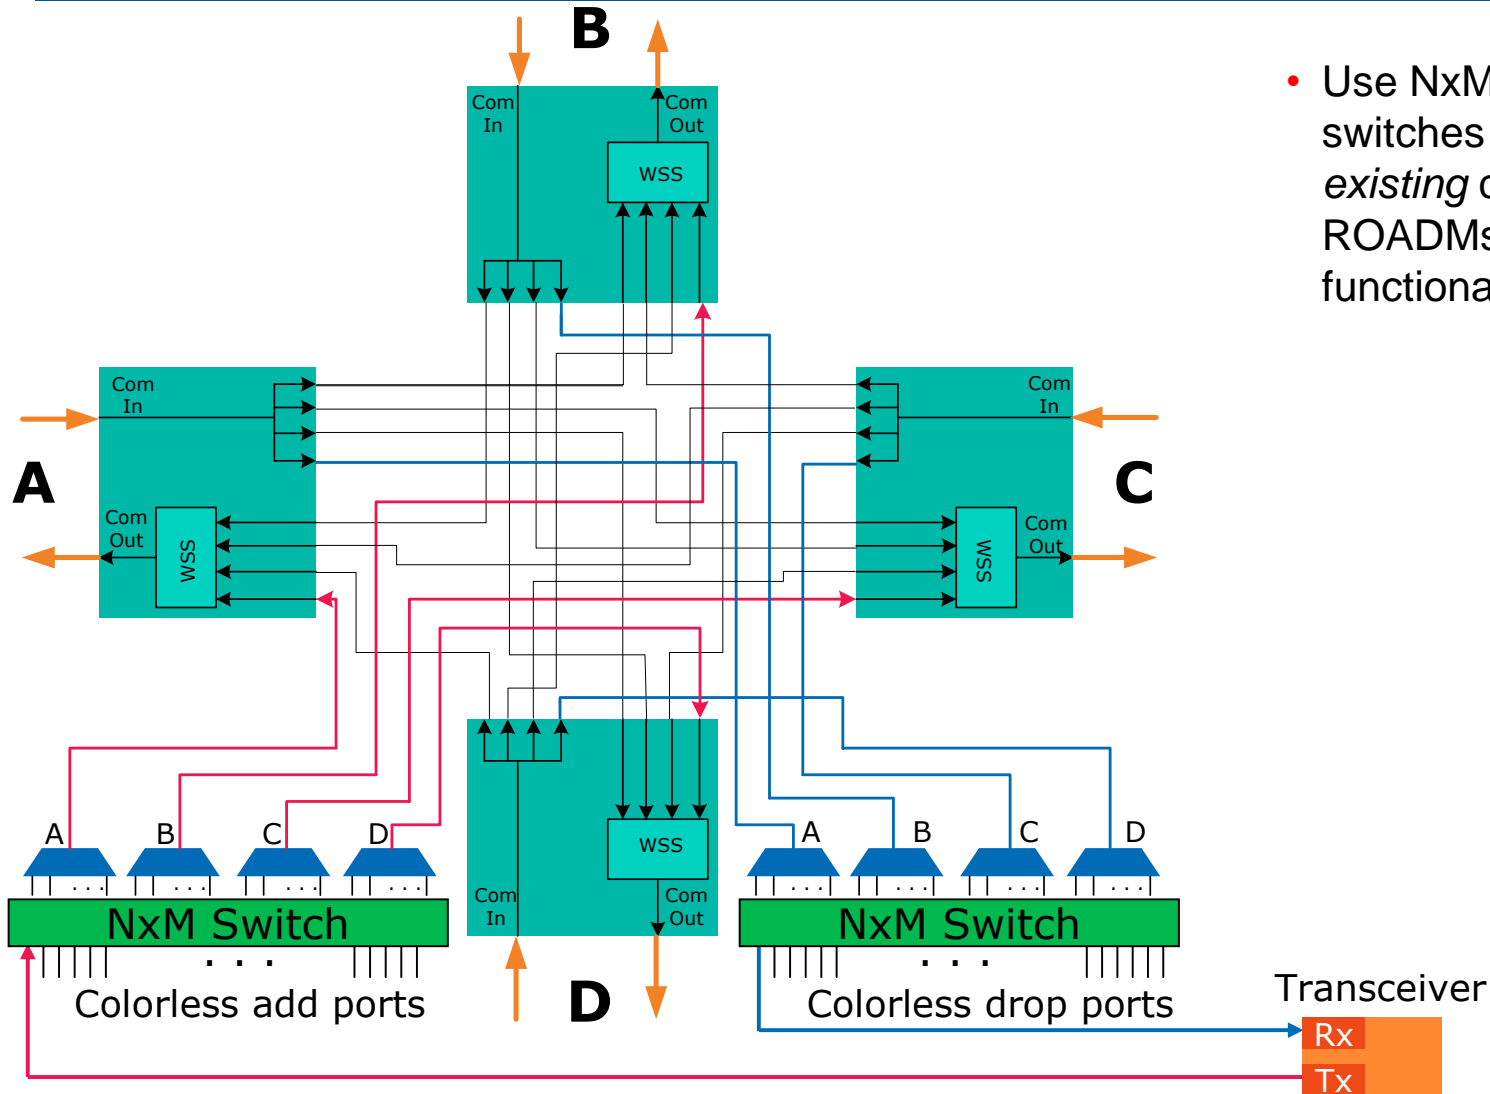 B
Com
In
Com
Out
WSS
• Use NxM
switches
existing
ROADMs
functiona
Com
In
A
Com
Out
WSS
Com
In
C
Com
Out
WSS
WSS
Com
In
Com
Out
D
A B C D
NxM Switch
. . .
Colorless add ports
A B C D
NxM Switch
. . .
Colorless drop ports
Transceiver
Rx
Tx